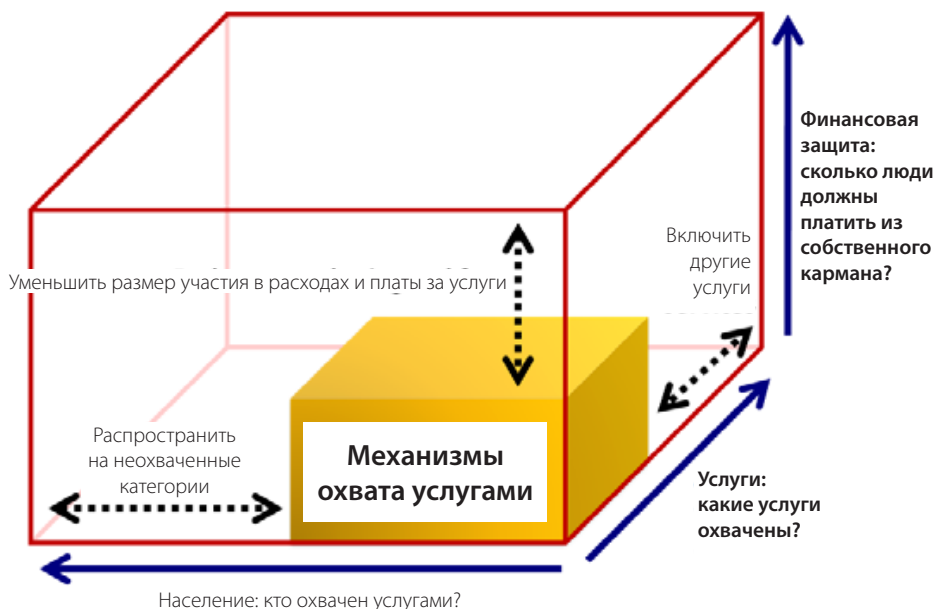 Финансовая
защита:
сколько люди
должны
платить из
собственного
кармана?
Включить
другие
услуги
Уменьшить размер участия в расходах и платы за услуги
Распространить
на неохваченные
категории
Механизмы
охвата услугами
Услуги:
какие услуги
охвачены?
Население: кто охвачен услугами?